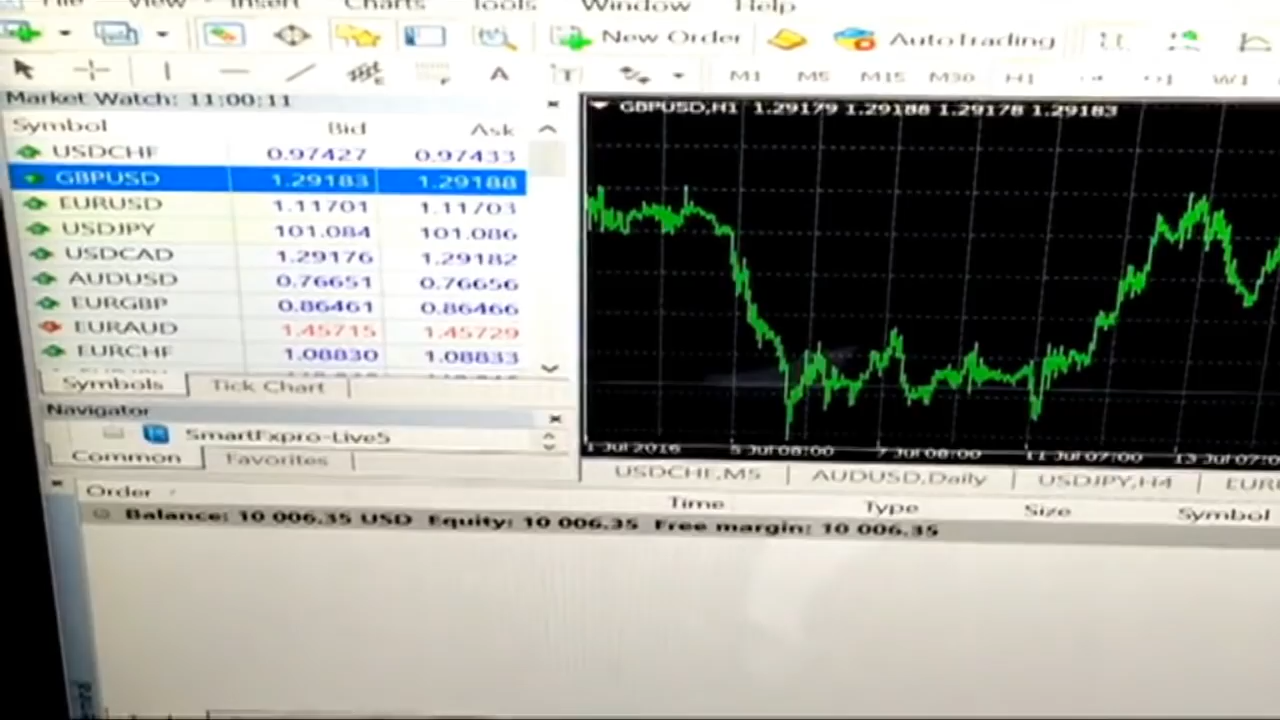 File View Insert Charts Tools Window Help
New Order AutoTrading
A T M1 M5 M15 M30 H1 W1
Market Watch: 11:00:11
Symbol Bid Ask
USDCHF 0.97427 0.97433
GBPUSD 1.29183 1.29188
EURUSD 1.11701 1.11703
USDJPY 101.084 101.086
USDCAD 1.29176 1.29182
AUDUSD 0.76651 0.76656
EURGBP 0.86461 0.86466
EURAUD 1.45715 1.45729
EURCHF 1.08830 1.08833
Symbols Tick Chart
Navigator
SmartFxpro-Live5
Common Favorites
GBPUSD,H1 1.29179 1.29188 1.29178 1.29183
1 Jul 2016 5 Jul 08:00 7 Jul 08:00 11 Jul 07:00 13 Jul 07:0
USDCHF,M5 AUDUSD,Daily USDJPY,H4 EUR
Order Time Type Size Symbol
Balance: 10 006.35 USD Equity: 10 006.35 Free margin: 10 006.35